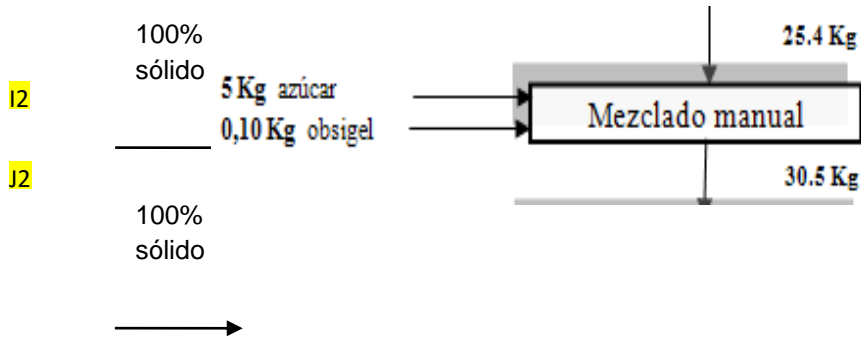 100%
sólido
25.4 Kg
I2
5 Kg azúcar
0,10 Kg obsigel
Mezclado manual
J2
30.5 Kg
100%
sólido